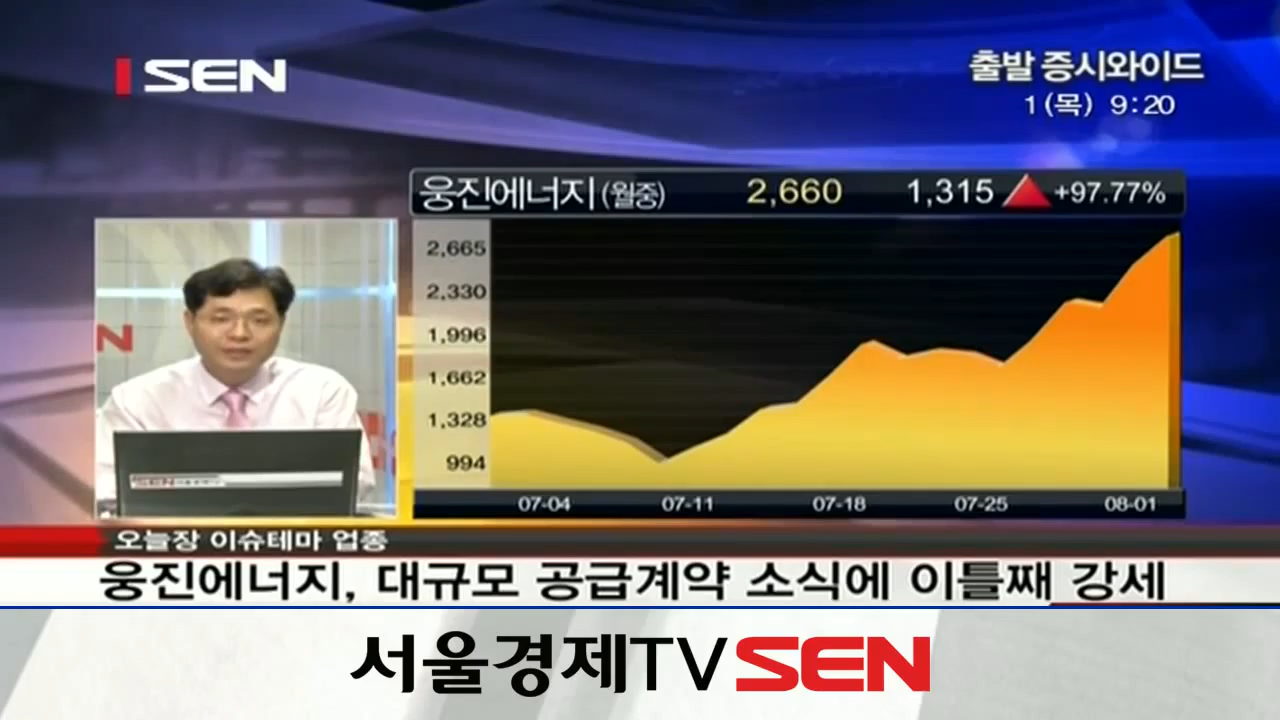 SEN
출발 증시와이드
1(목) 9:20
웅진에너지(월중) 2,660 1,315 ▲ +97.77%
2,665
2,330
1,996
1,662
1,328
994
07-04 07-11 07-18 07-25 08-01
EN
SEN
오늘장 이슈테마 업종
웅진에너지, 대규모 공급계약 소식에 이틀째 강세
서울경제TV SEN